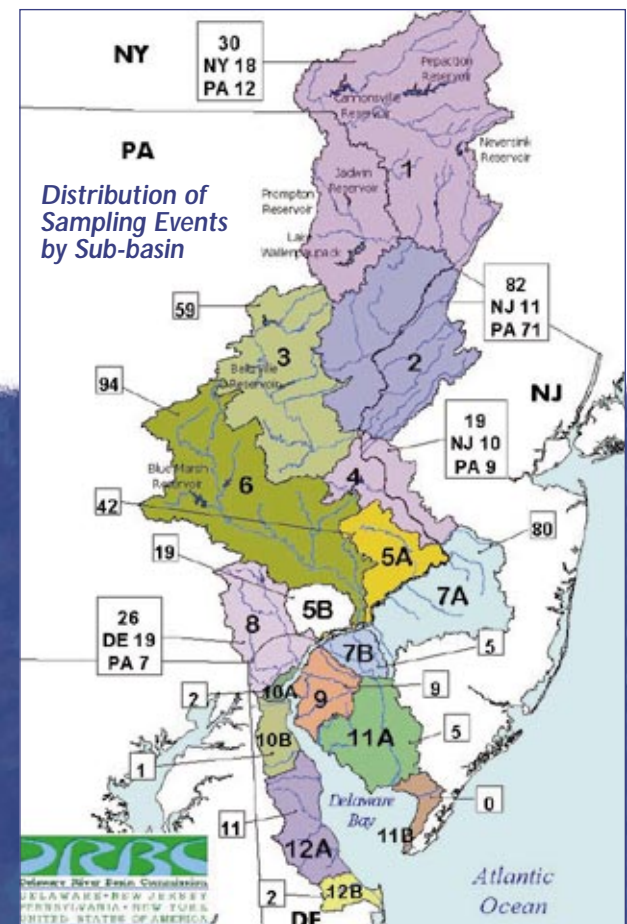 NY
30
NY 18
PA 12
Pepaction
Reservoir
Cannonsville
Reservoir
PA
Neversink
Reservoir
1
Jadwin
Reservoir
Prompton
Reservoir
Distribution of
Sampling Events
by Sub-basin
Lake
Wallenpaupack
82
NJ 11
PA 71
59
3
2
Beltzville
Reservoir
94
NJ
19
NJ 10
PA 9
Blue Marsh
Reservoir
6
4
42
80
5A
19
7A
5B
8
26
DE 19
PA 7
7B
5
2
10A
9
9
11A
5
10B
1
0
Delaware
Bay
11
11B
12A
DRBC
Delaware River Basin Commission
DELAWARE • NEW JERSEY
PENNSYLVANIA • NEW YORK
UNITED STATES OF AMERICA
Atlantic
Ocean
2
12B
DE